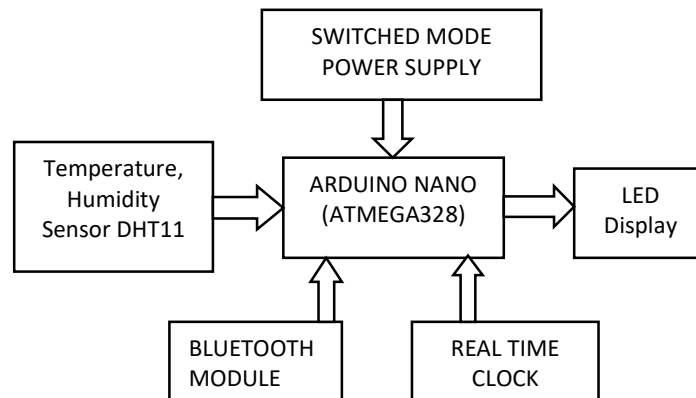 SWITCHED MODE
POWER SUPPLY
Temperature,
Humidity
Sensor DHT11
ARDUINO NANO
(ATMEGA328)
LED
Display
BLUETOOTH
MODULE
REAL TIME
CLOCK